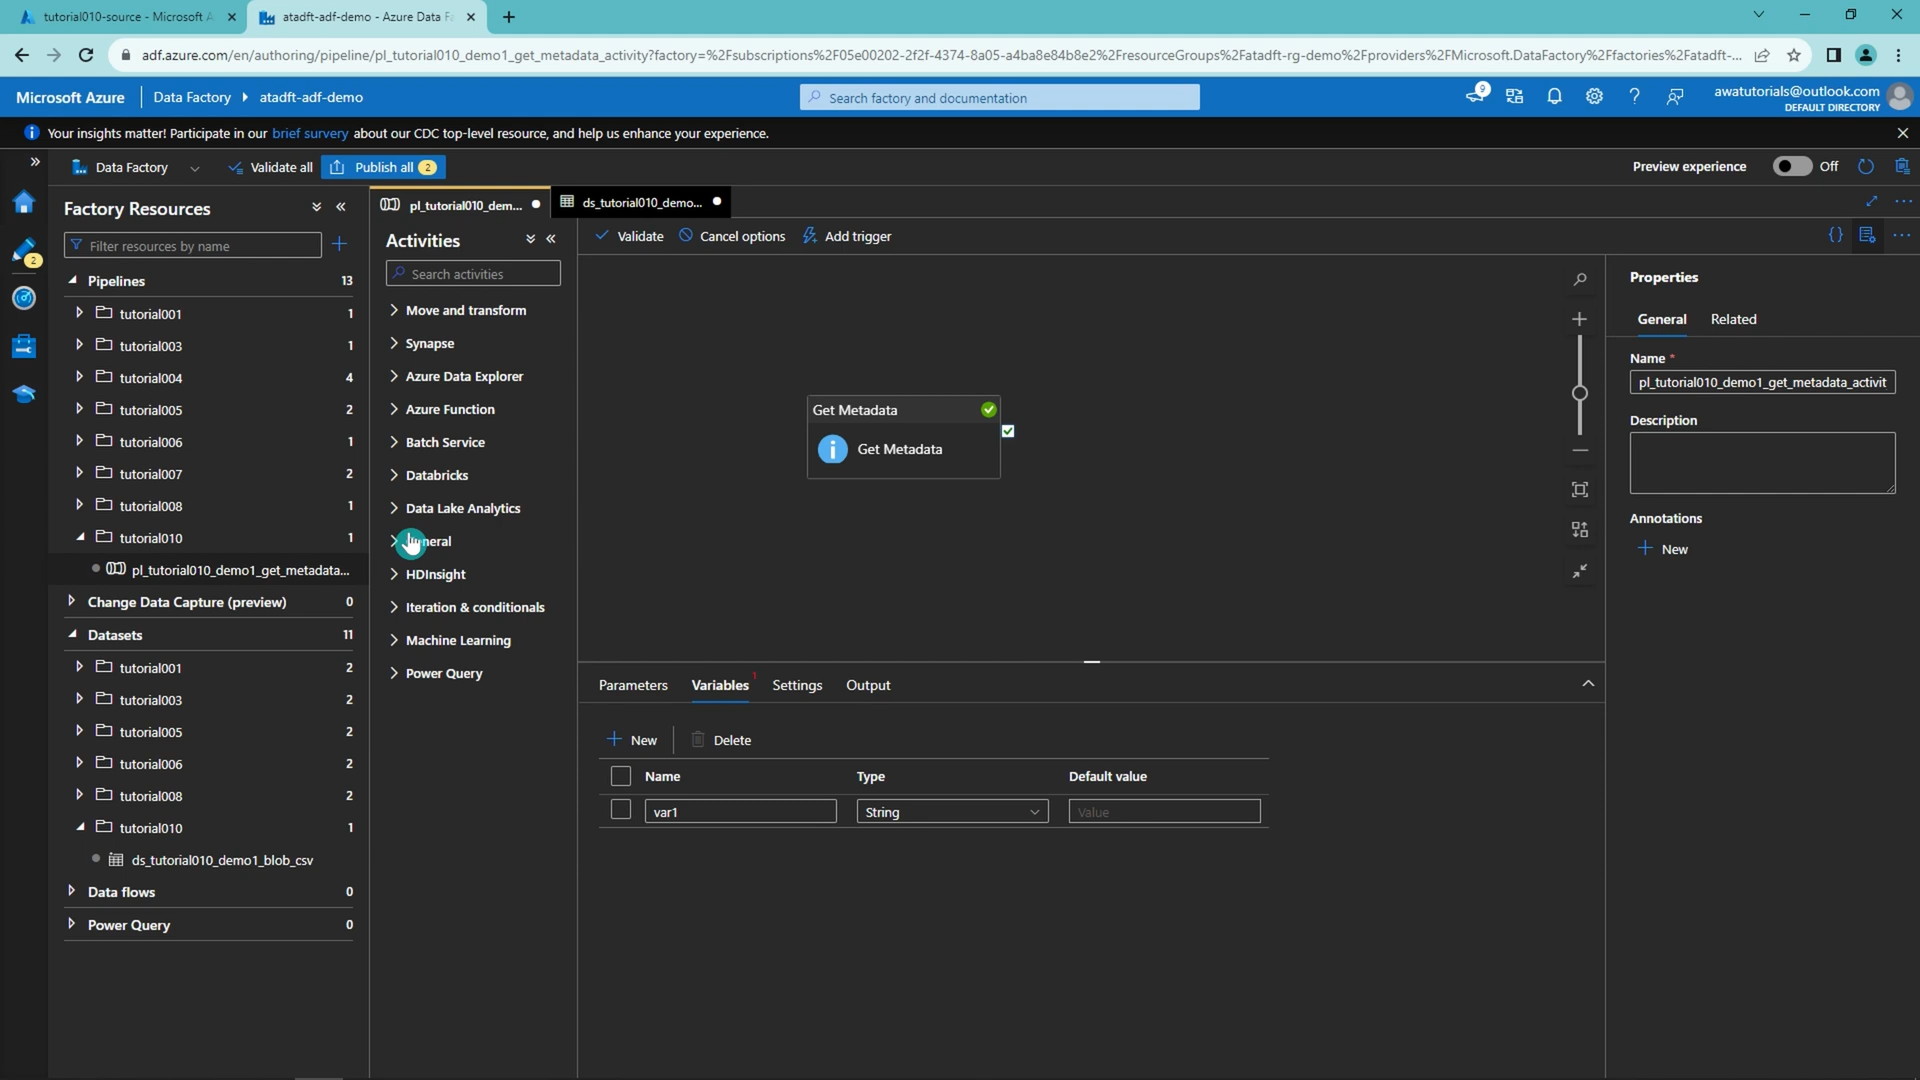 tutorial010-source - Microsoft A
atadft-adf-demo - Azure Data F
adf.azure.com/en/authoring/pipeline/pl_tutorial010_demo1_get_metadata_activity?factory=%2Fsubscriptions%2F05e00202-2f2f-4374-8a05-a4ba8e84b8e2%2FresourceGroups%2Fatadft-rg-demo%2Fproviders%2FMicrosoft.DataFactory%2Ffactories%2Fatadft-...
Microsoft Azure
Data Factory
atadft-adf-demo
Search factory and documentation
9
awatutorials@outlook.com
DEFAULT DIRECTORY
Your insights matter! Participate in our brief survey about our CDC top-level resource, and help us enhance your experience.
Data Factory
Validate all
Publish all 2
Preview experience
Off
2
Factory Resources
Filter resources by name
Pipelines 13
tutorial001 1
tutorial003 1
tutorial004 4
tutorial005 2
tutorial006 1
tutorial007 2
tutorial008 1
tutorial010 1
pl_tutorial010_demo1_get_metadata...
Change Data Capture (preview) 0
Datasets 11
tutorial001 2
tutorial003 2
tutorial005 2
tutorial006 2
tutorial008 2
tutorial010 1
ds_tutorial010_demo1_blob_csv
Data flows 0
Power Query 0
pl_tutorial010_dem...
ds_tutorial010_demo...
Activities
Search activities
Move and transform
Synapse
Azure Data Explorer
Azure Function
Batch Service
Databricks
Data Lake Analytics
HDInsight
Iteration & conditionals
Machine Learning
Power Query
Validate
Cancel options
Add trigger
Get Metadata
Get Metadata
Parameters
Variables 1
Settings
Output
New
Delete
Name Type Default value
var1 String Value
Properties
General
Related
Name *
pl_tutorial010_demo1_get_metadata_activit
Description
Annotations
New